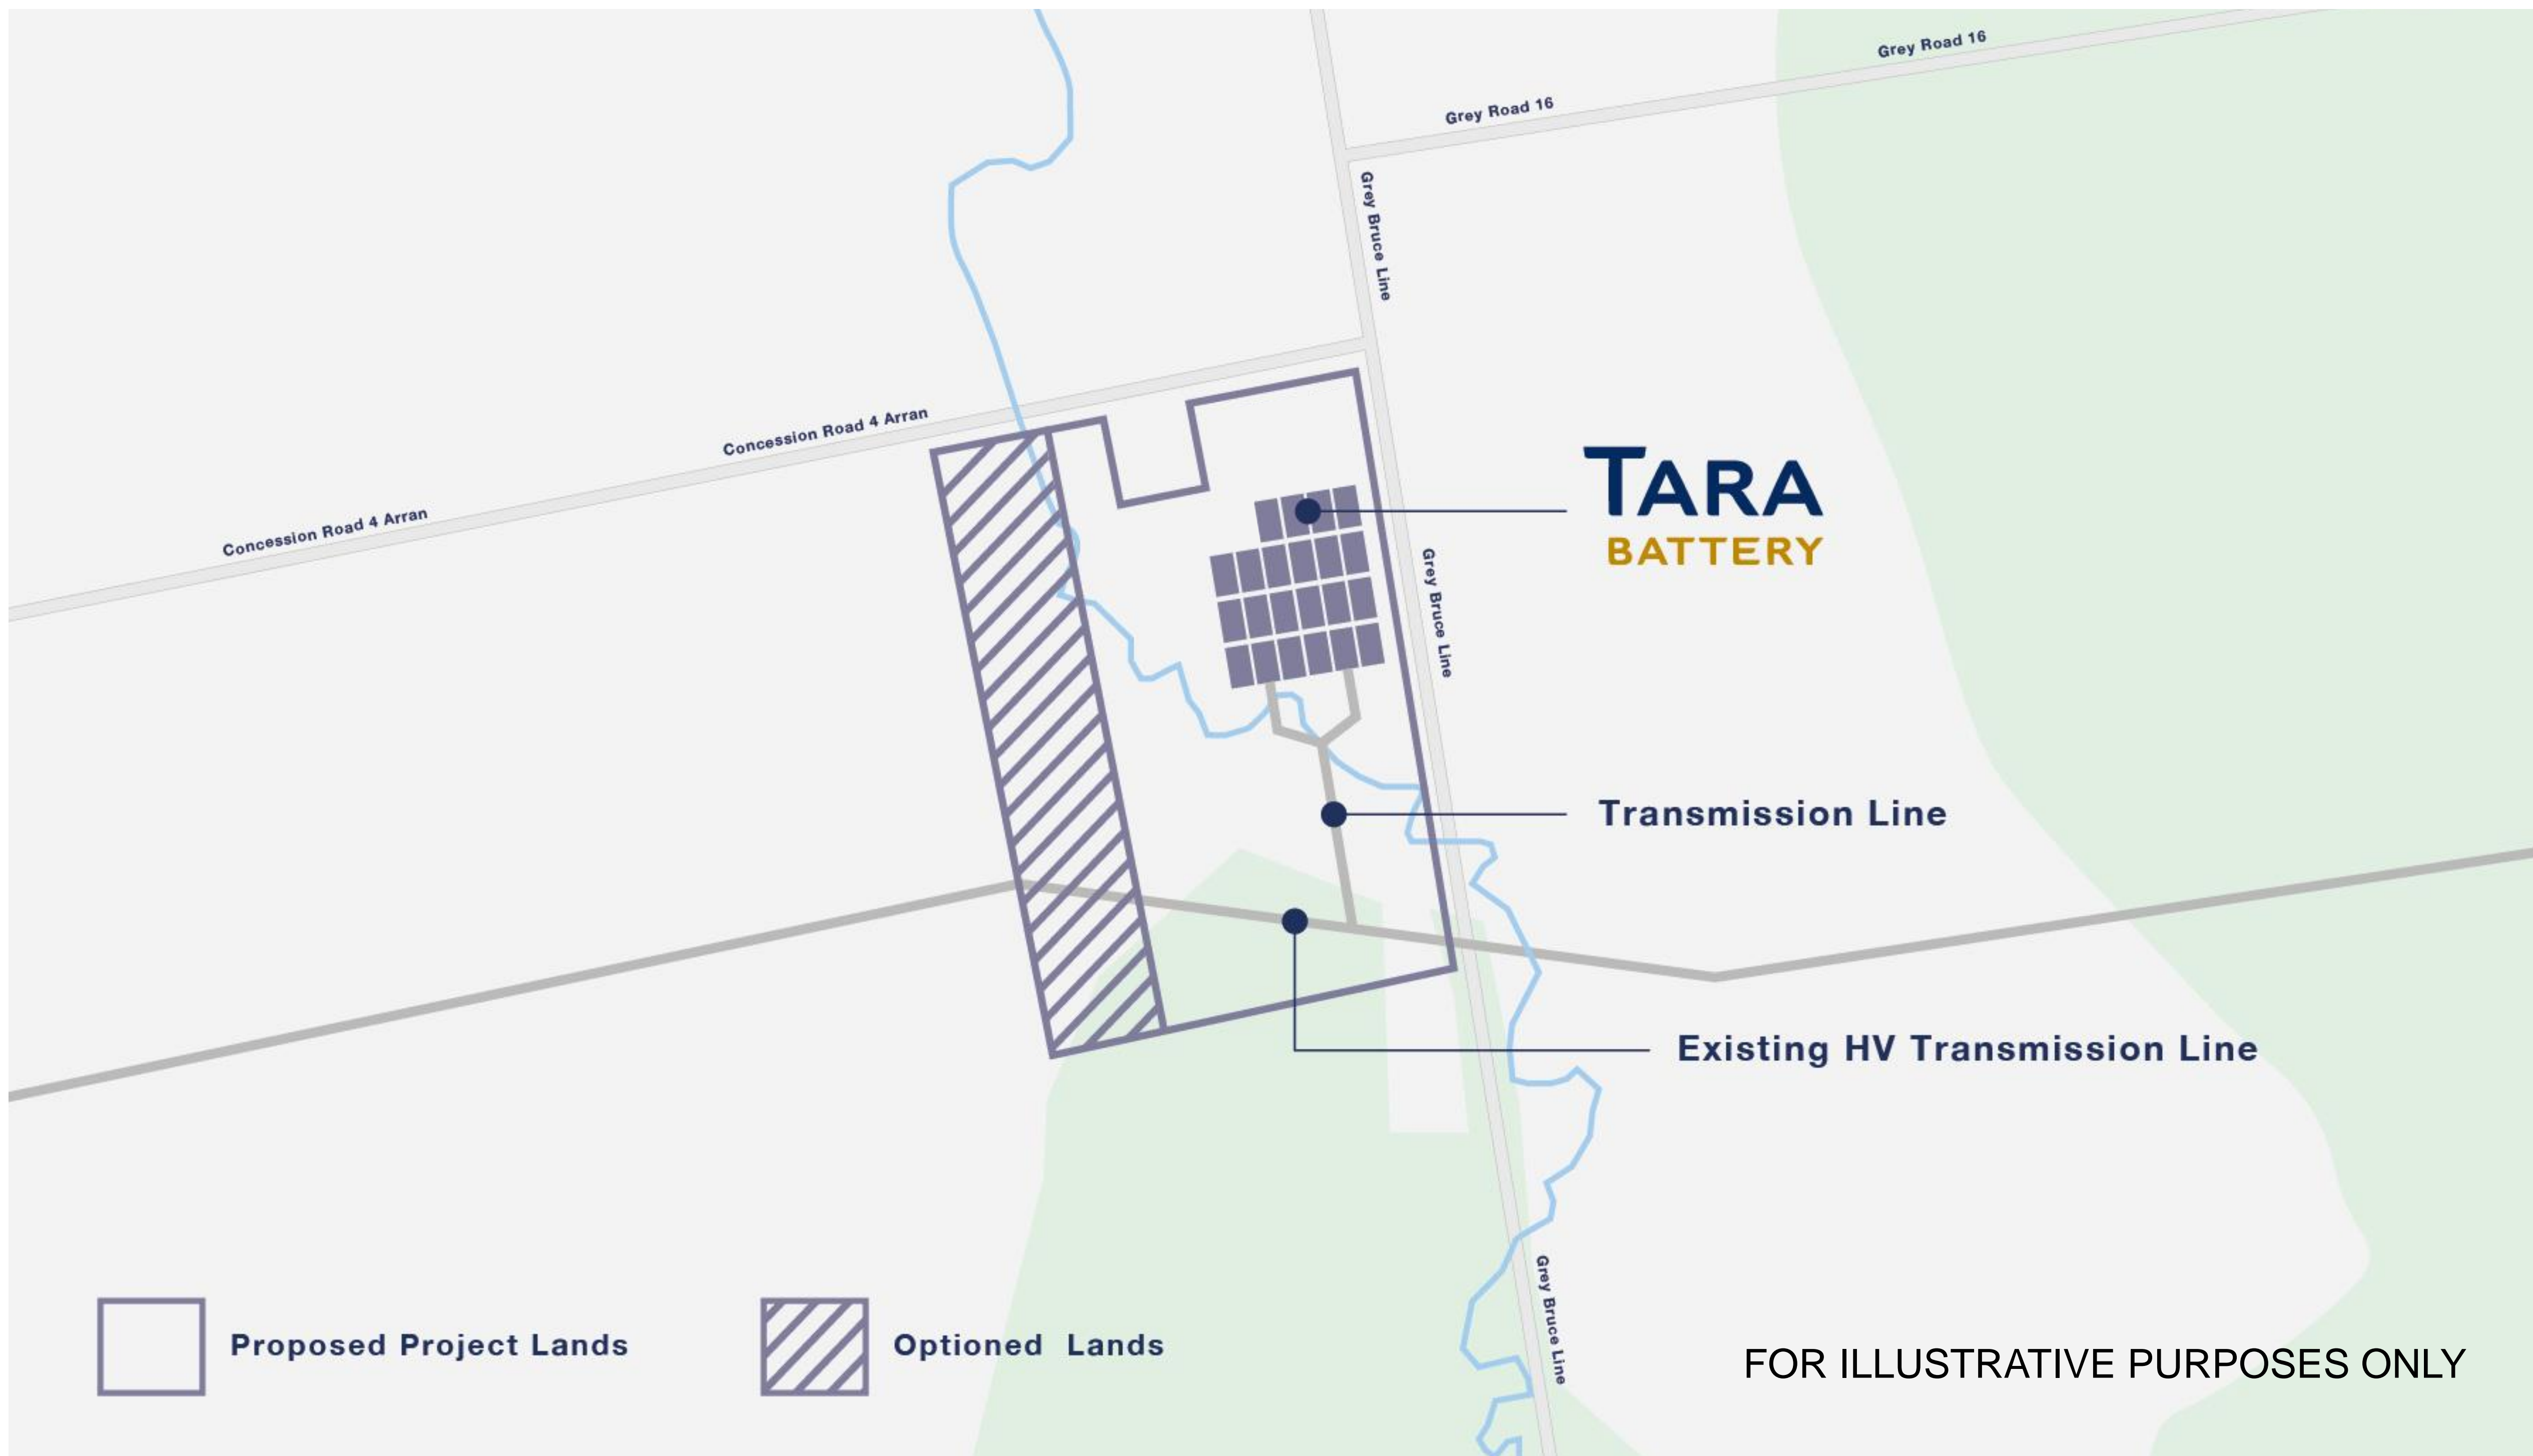 Grey Road 16
Grey Road 16
Grey Bruce Line
Concession Road 4 Arran
Concession Road 4 Arran
TARA
BATTERY
Grey Bruce Line
Transmission Line
Existing HV Transmission Line
Grey Bruce Line
Proposed Project Lands
Optioned Lands
FOR ILLUSTRATIVE PURPOSES ONLY